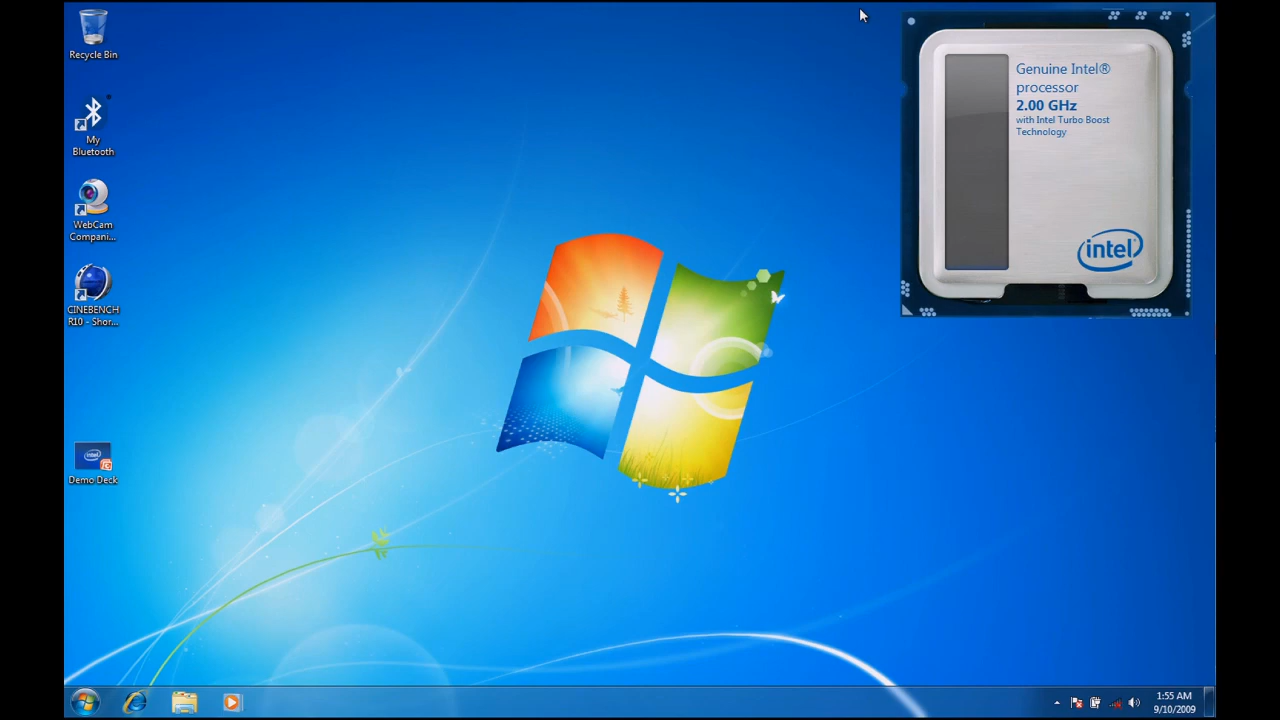 Recycle Bin
My
Bluetooth
WebCam
Compani...
CINEBENCH
R10 - Shor...
intel
Demo Deck
Genuine Intel®
processor
2.00 GHz
with Intel Turbo Boost
Technology
intel
1:55 AM
9/10/2009